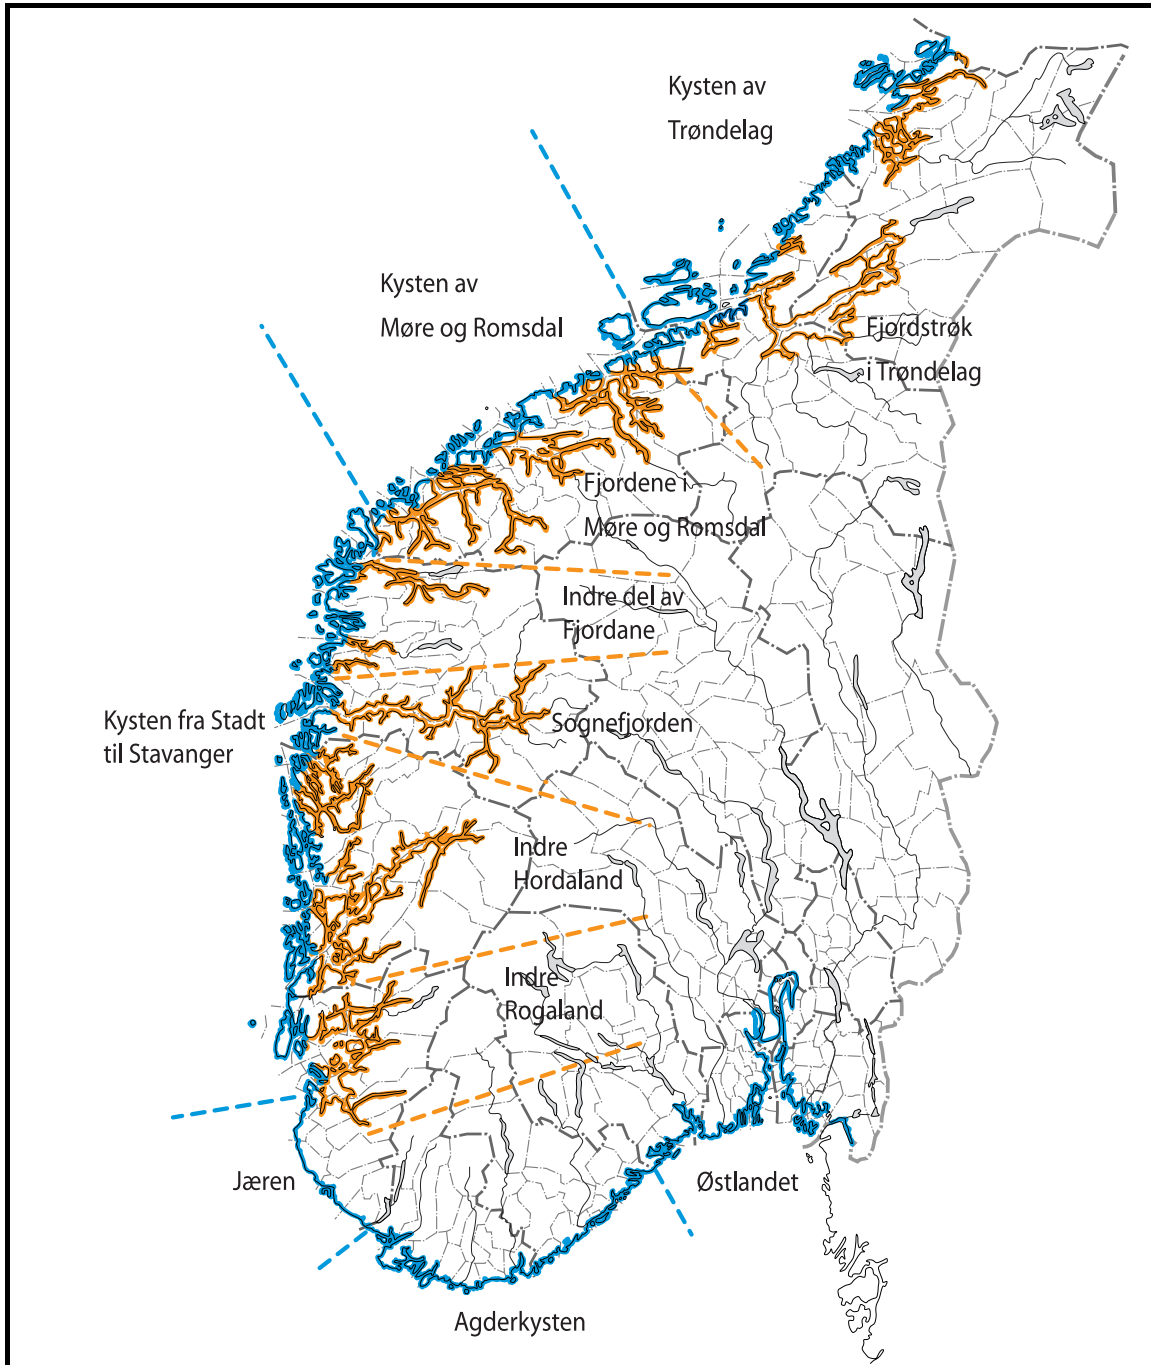 Kysten av
Trøndelag
Kysten av
Møre og Romsdal
Fjordstrøk
i Trøndelag
Fjordene i
Møre og Romsdal
Indre del av
Fjordane
Kysten fra Stadt
til Stavanger
Sognefjorden
Indre
Hordaland
Indre
Rogaland
Jæren
Østlandet
Agderkysten